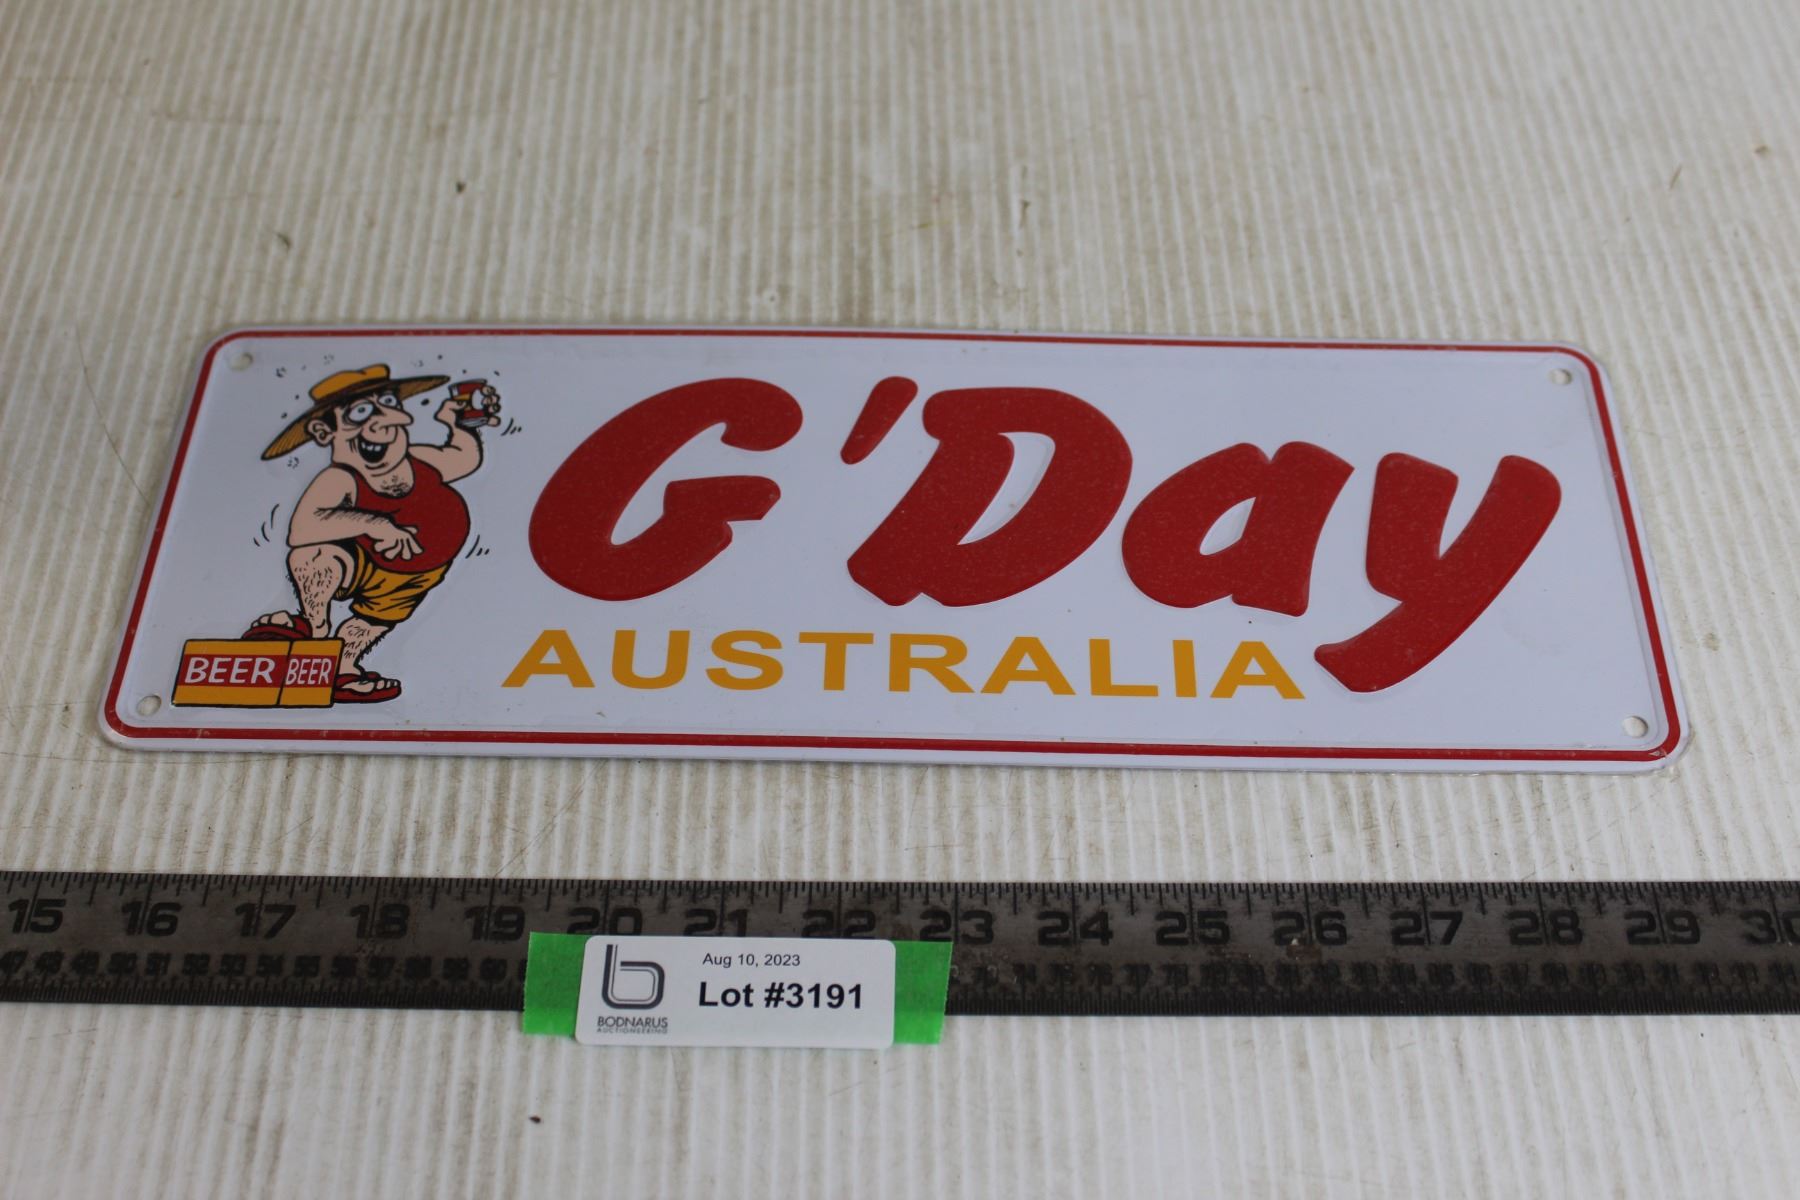 G'Day
AUSTRALIA
BEER BEER
15 16 17 18 19 20 21 22 23 24 25 26 27 28 29 30
Aug 10, 2023
Lot #3191
BODNARUS
AUCTIONEERING